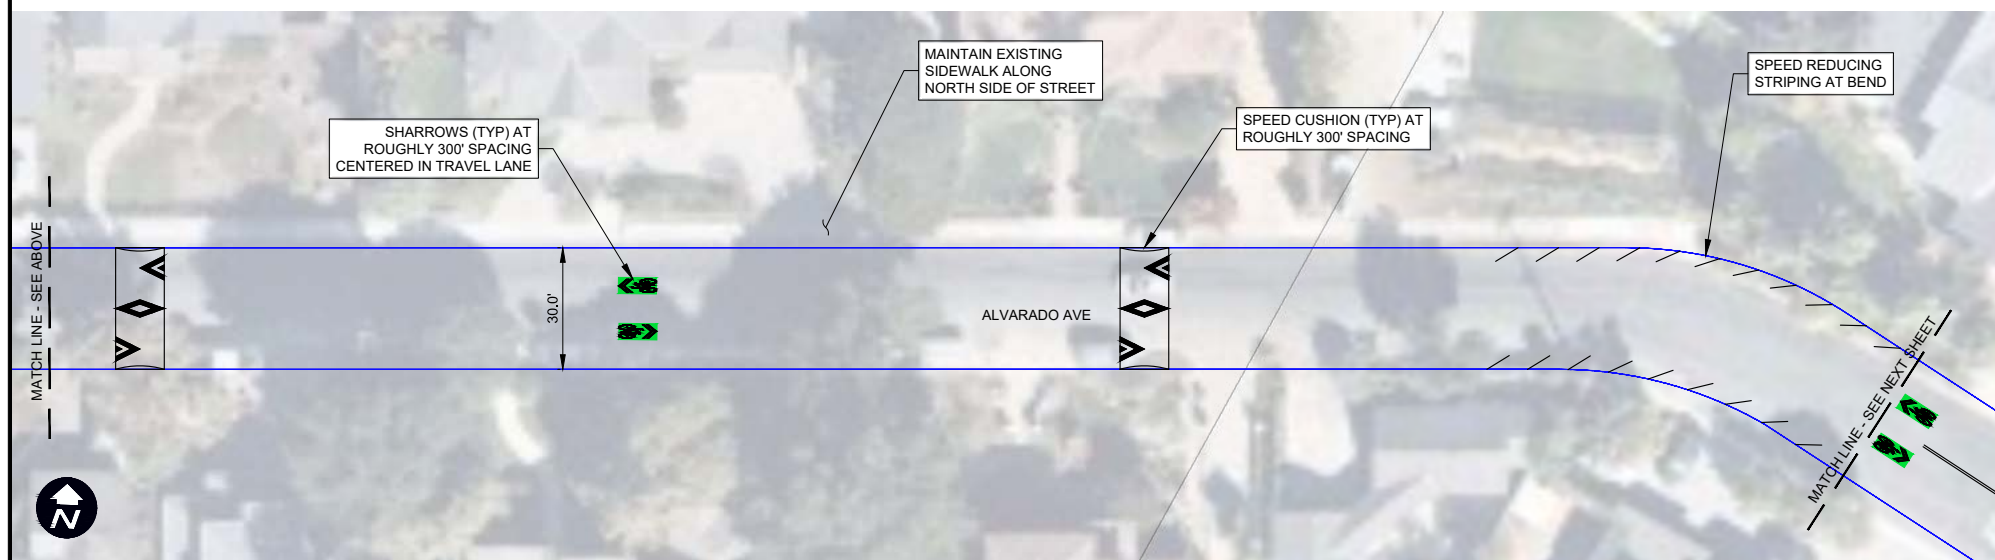 MAINTAIN EXISTING
SIDEWALK ALONG
NORTH SIDE OF STREET
SPEED REDUCING
STRIPING AT BEND
SHARROWS (TYP) AT
ROUGHLY 300' SPACING
CENTERED IN TRAVEL LANE
SPEED CUSHION (TYP) AT
ROUGHLY 300' SPACING
MATCH LINE - SEE ABOVE
30.0'
ALVARADO AVE
MATCH LINE - SEE NEXT SHEET
N